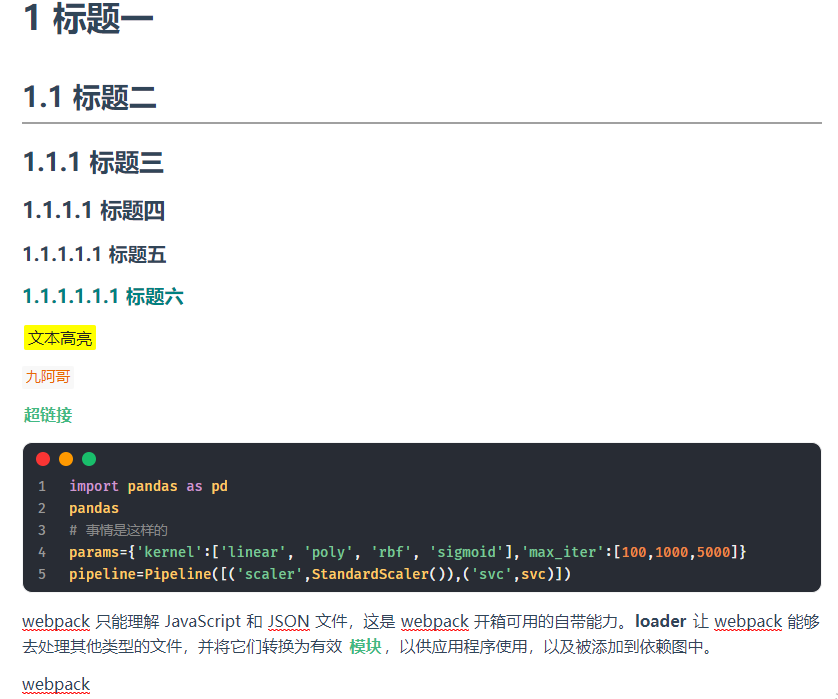 1 标题一
1.1 标题二
1.1.1 标题三
1.1.1.1 标题四
1.1.1.1.1 标题五
1.1.1.1.1.1 标题六
文本高亮
九阿哥
超链接
1 import pandas as pd
2 pandas
3 # 事情是这样的
4 params={'kernel':['linear', 'poly', 'rbf', 'sigmoid'],'max_iter':[100,1000,5000]}
5 pipeline=Pipeline([('scaler',StandardScaler()),('svc',svc)])
webpack 只能理解 JavaScript 和 JSON 文件，这是 webpack 开箱可用的自带能力。loader 让 webpack 能够
去处理其他类型的文件，并将它们转换为有效 模块，以供应用程序使用，以及被添加到依赖图中。
webpack